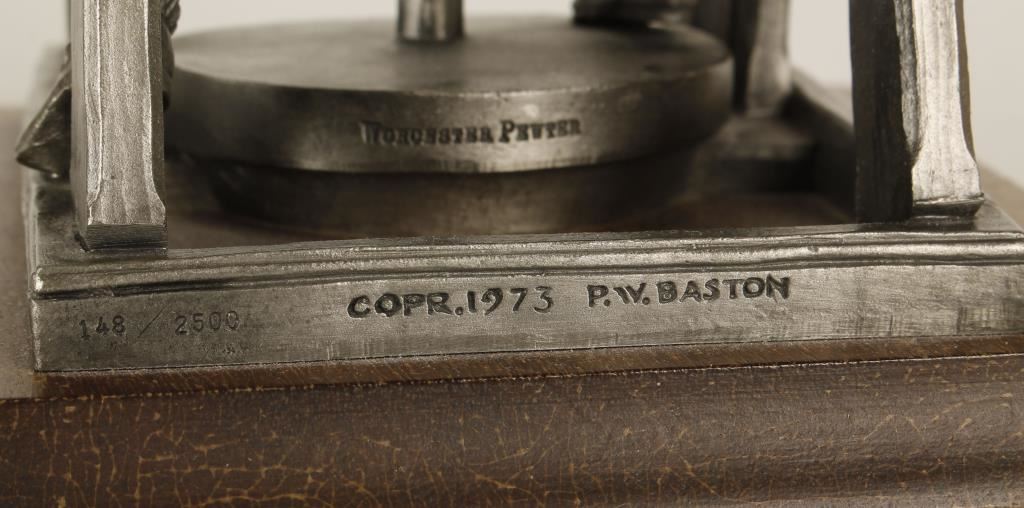 WORCESTER PEWTER
COPR. 1973 P.W. BASTON
148 / 2500